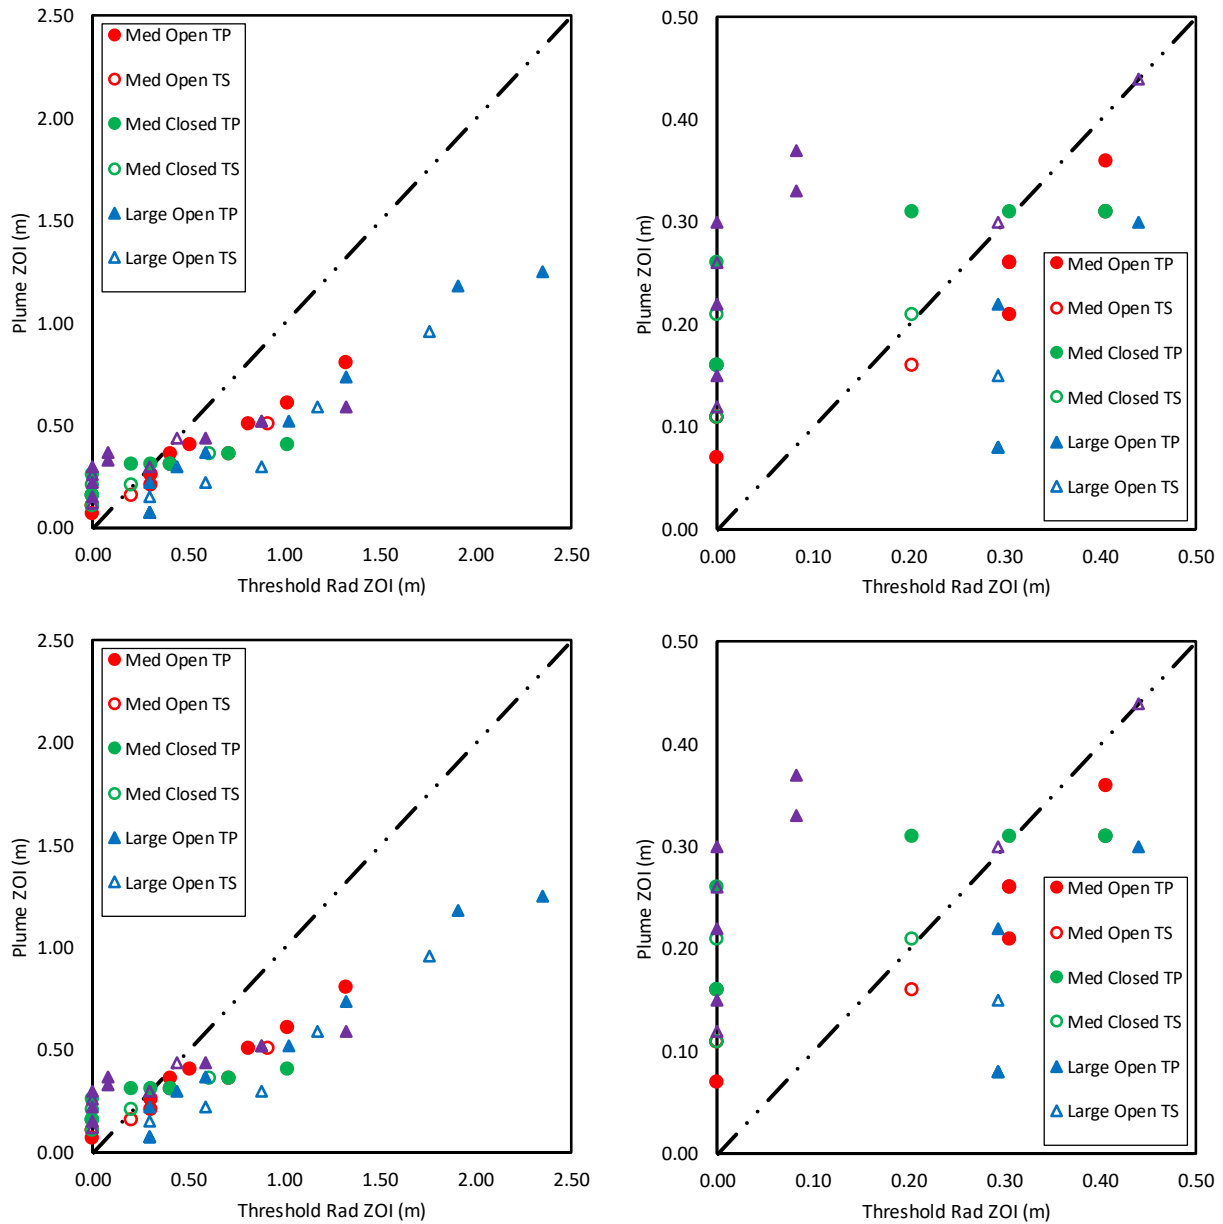 2.50
2.00
1.50
1.00
0.50
0.00
Plume ZOI (m)
Med Open TP
Med Open TS
Med Closed TP
Med Closed TS
Large Open TP
Large Open TS
0.00 0.50 1.00 1.50 2.00 2.50
Threshold Rad ZOI (m)
0.50
0.40
0.30
0.20
0.10
0.00
Plume ZOI (m)
Med Open TP
Med Open TS
Med Closed TP
Med Closed TS
Large Open TP
Large Open TS
0.00 0.10 0.20 0.30 0.40 0.50
Threshold Rad ZOI (m)
2.50
2.00
1.50
1.00
0.50
0.00
Plume ZOI (m)
Med Open TP
Med Open TS
Med Closed TP
Med Closed TS
Large Open TP
Large Open TS
0.00 0.50 1.00 1.50 2.00 2.50
Threshold Rad ZOI (m)
0.50
0.40
0.30
0.20
0.10
0.00
Plume ZOI (m)
Med Open TP
Med Open TS
Med Closed TP
Med Closed TS
Large Open TP
Large Open TS
0.00 0.10 0.20 0.30 0.40 0.50
Threshold Rad ZOI (m)